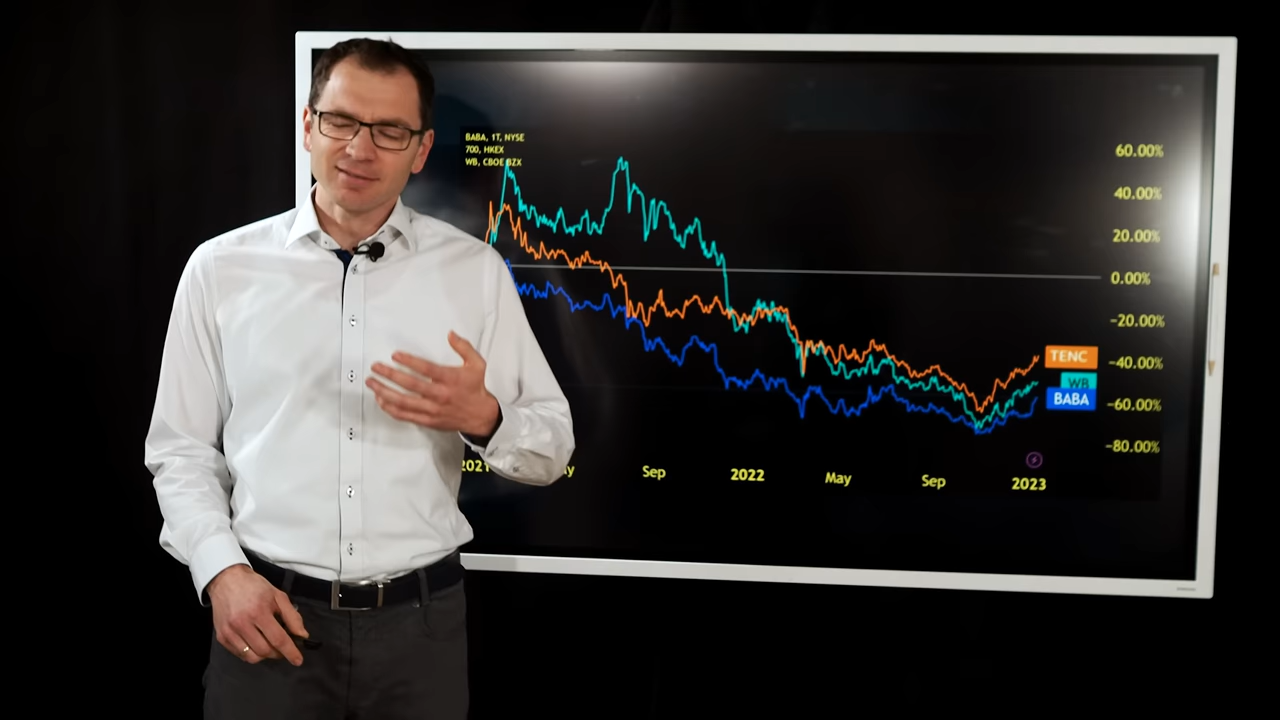 BABA, 1T, NYSE
700, HKEX
WB, CBOE BZX
60.00%
40.00%
20.00%
0.00%
-20.00%
-40.00%
-60.00%
-80.00%
TENC
WB
BABA
2021
Sep
2022
May
Sep
2023